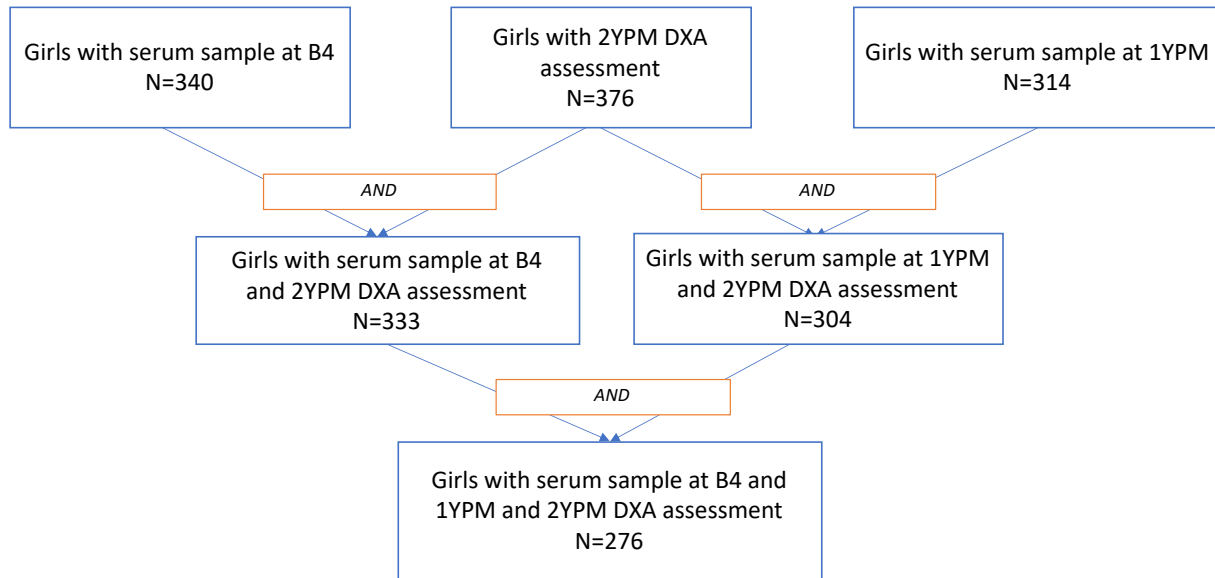 Girls with serum sample at B4
N=340
Girls with 2YPM DXA
assessment
N=376
Girls with serum sample at 1YPM
N=314
AND
AND
Girls with serum sample at B4
and 2YPM DXA assessment
N=333
Girls with serum sample at 1YPM
and 2YPM DXA assessment
N=304
AND
Girls with serum sample at B4 and
1YPM and 2YPM DXA assessment
N=276